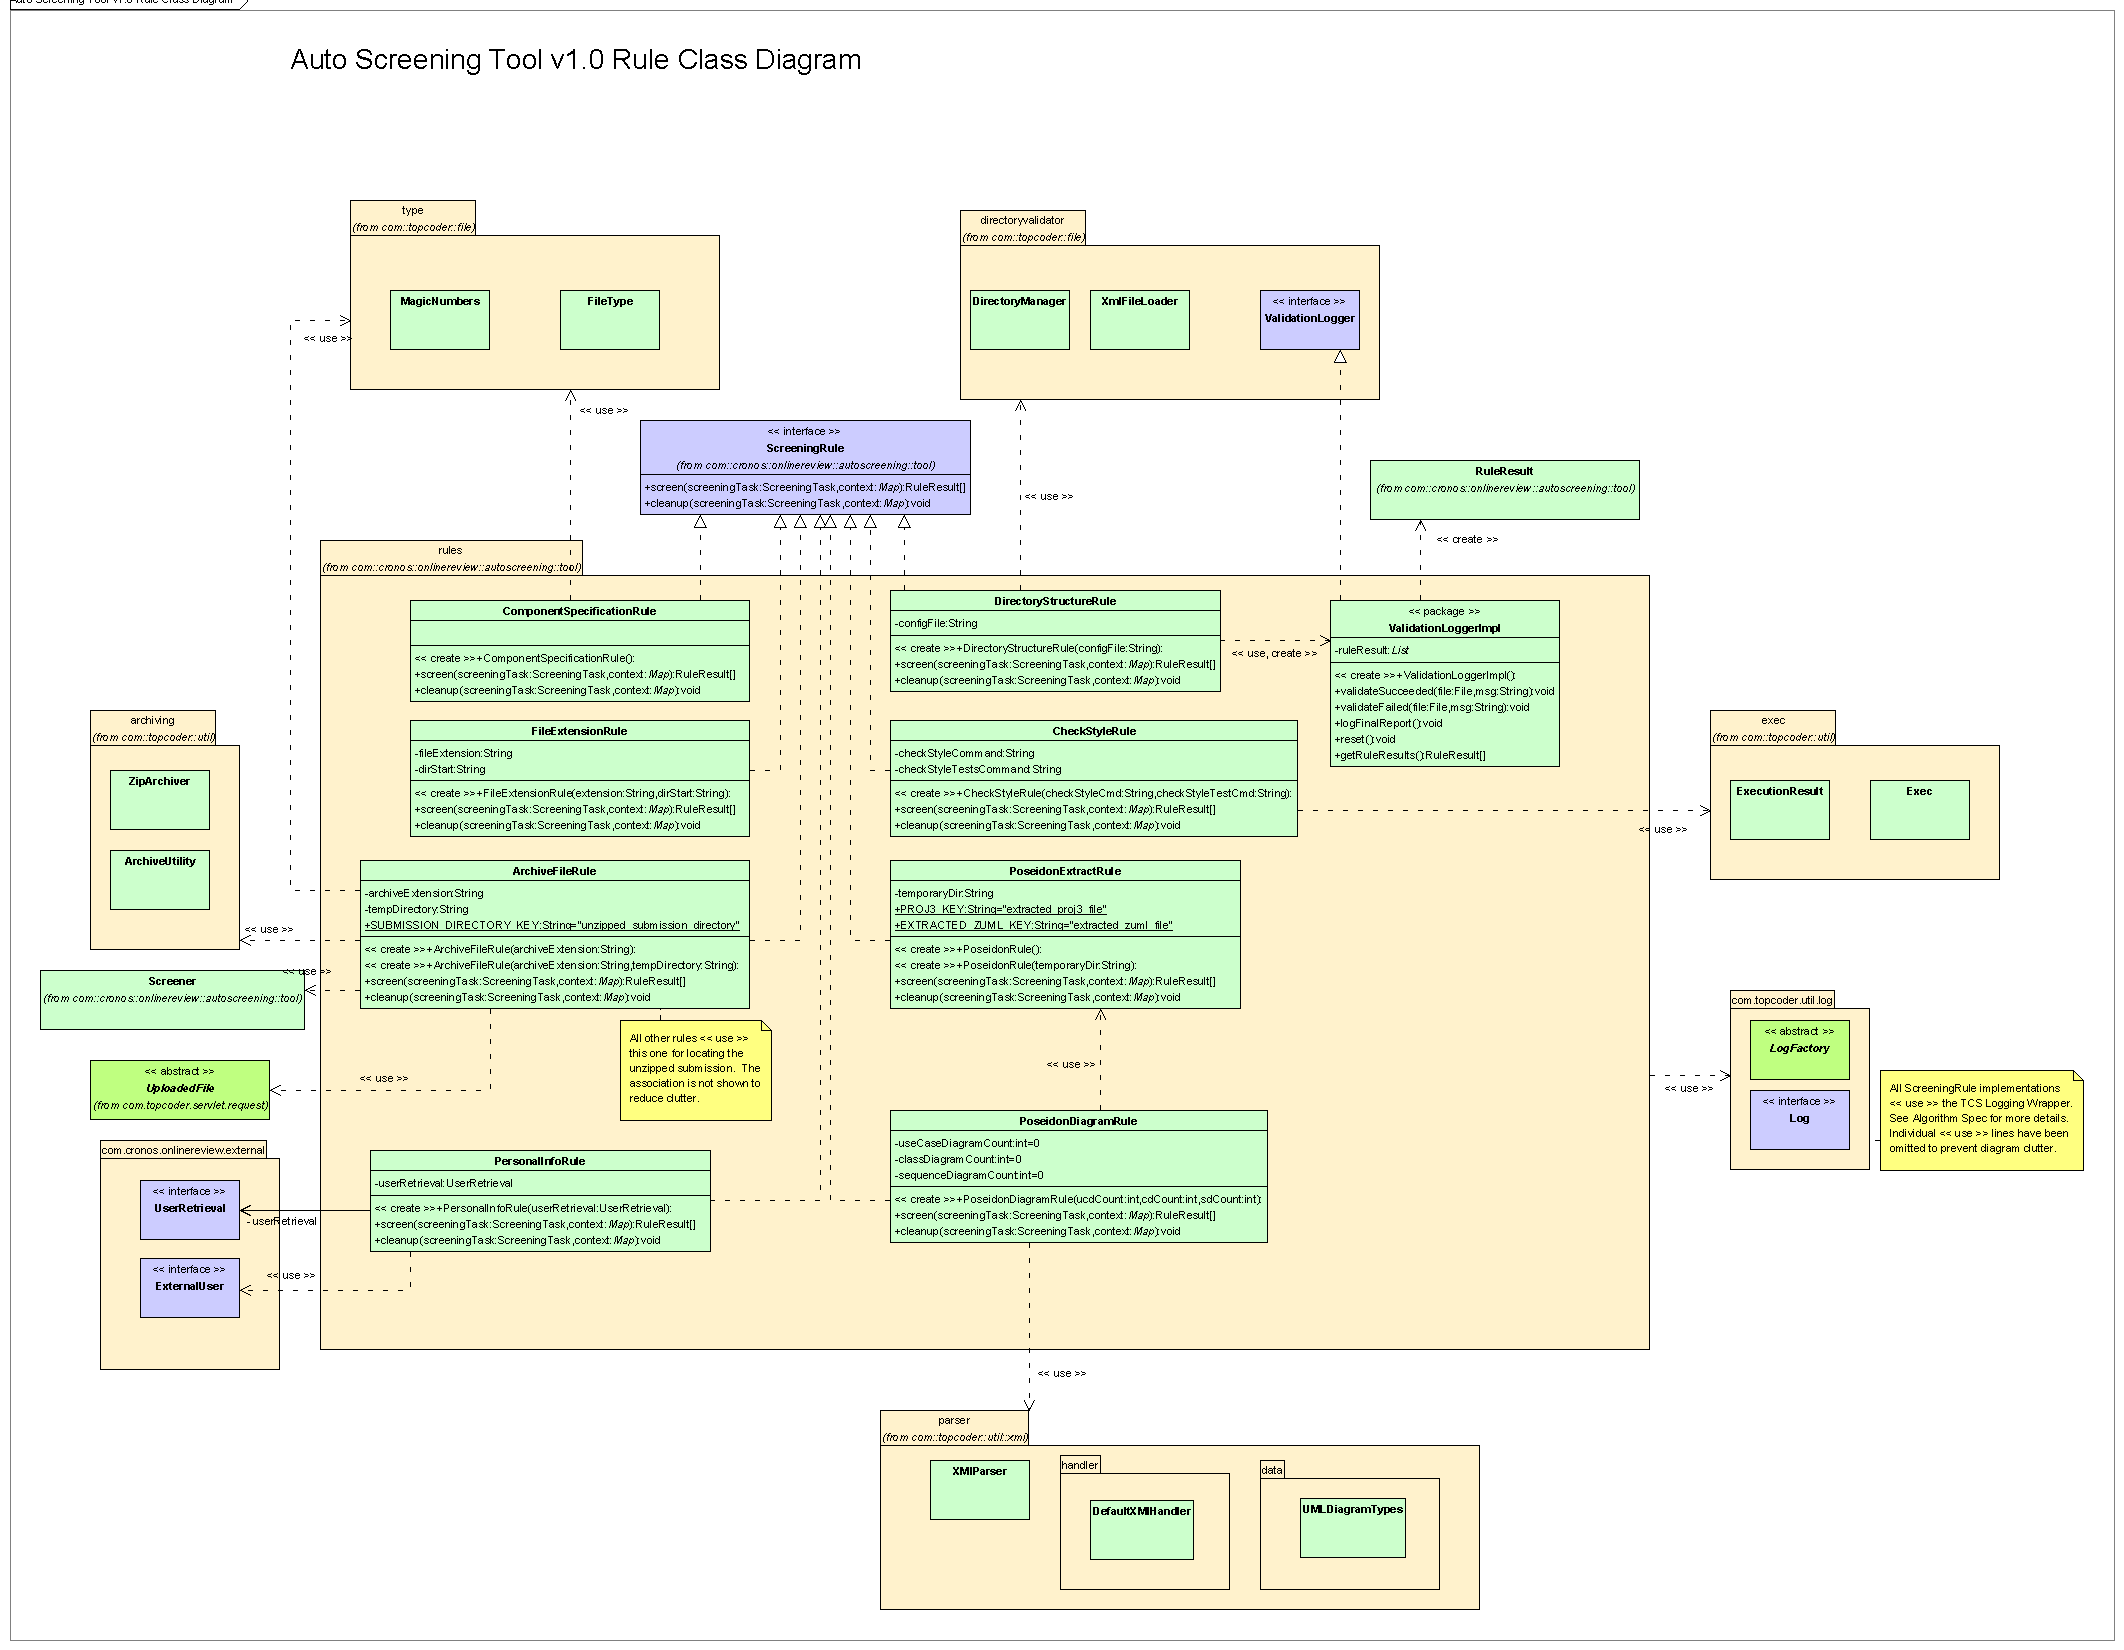 Auto Screening Tool v1.0 Rule Class Diagram
Auto Screening Tool v1.0 Rule Class Diagram
type
(from com::topcoder::file)
MagicNumbers
FileType
<< use >>
<< use >>
directoryvalidator
(from com::topcoder::file)
DirectoryManager
XmlFileLoader
<< interface >>
ValidationLogger
<< interface >>
ScreeningRule
(from com::cronos::onlinereview::autoscreening::tool)
+screen(screeningTask:ScreeningTask,context:Map):RuleResult[]
+cleanup(screeningTask:ScreeningTask,context:Map):void
<< use >>
RuleResult
(from com::cronos::onlinereview::autoscreening::tool)
<< create >>
rules
(from com::cronos::onlinereview::autoscreening::tool)
ComponentSpecificationRule
<< create >>+ComponentSpecificationRule():
+screen(screeningTask:ScreeningTask,context:Map):RuleResult[]
+cleanup(screeningTask:ScreeningTask,context:Map):void
DirectoryStructureRule
-configFile:String
<< create >>+DirectoryStructureRule(configFile:String):
+screen(screeningTask:ScreeningTask,context:Map):RuleResult[]
+cleanup(screeningTask:ScreeningTask,context:Map):void
<< use, create >>
<< package >>
ValidationLoggerImpl
-ruleResult:List
<< create >>+ValidationLoggerImpl():
+validateSucceeded(file:File,msg:String):void
+validateFailed(file:File,msg:String):void
+logFinalReport():void
+reset():void
+getRuleResults():RuleResult[]
FileExtensionRule
-fileExtension:String
-dirStart:String
<< create >>+FileExtensionRule(extension:String,dirStart:String):
+screen(screeningTask:ScreeningTask,context:Map):RuleResult[]
+cleanup(screeningTask:ScreeningTask,context:Map):void
CheckStyleRule
-checkStyleCommand:String
-checkStyleTestsCommand:String
<< create >>+CheckStyleRule(checkStyleCmd:String,checkStyleTestCmd:String):
+screen(screeningTask:ScreeningTask,context:Map):RuleResult[]
+cleanup(screeningTask:ScreeningTask,context:Map):void
<< use >>
exec
(from com::topcoder::util)
ExecutionResult
Exec
archiving
(from com::topcoder::util)
ZipArchiver
ArchiveUtility
<< use >>
ArchiveFileRule
-archiveExtension:String
-tempDirectory:String
+SUBMISSION_DIRECTORY_KEY:String="unzipped_submission_directory"
<< create >>+ArchiveFileRule(archiveExtension:String):
<< create >>+ArchiveFileRule(archiveExtension:String,tempDirectory:String):
+screen(screeningTask:ScreeningTask,context:Map):RuleResult[]
+cleanup(screeningTask:ScreeningTask,context:Map):void
PoseidonExtractRule
-temporaryDir:String
+PROJ3_KEY:String="extracted_proj3_file"
+EXTRACTED_ZUML_KEY:String="extracted_zuml_file"
<< create >>+PoseidonRule():
<< create >>+PoseidonRule(temporaryDir:String):
+screen(screeningTask:ScreeningTask,context:Map):RuleResult[]
+cleanup(screeningTask:ScreeningTask,context:Map):void
<< use >>
Screener
(from com::cronos::onlinereview::autoscreening::tool)
All other rules << use >>
this one for locating the
unzipped submission. The
association is not shown to
reduce clutter.
<< use >>
<< abstract >>
UploadedFile
(from com.topcoder.servlet.request)
<< use >>
com.topcoder.util.log
<< abstract >>
LogFactory
<< interface >>
Log
<< use >>
All ScreeningRule implementations
<< use >> the TCS Logging Wrapper.
See Algorithm Spec for more details.
Individual << use >> lines have been
omitted to prevent diagram clutter.
com.cronos.onlinereview.external
<< interface >>
UserRetrieval
<< interface >>
ExternalUser
-userRetrieval
<< use >>
PersonalInfoRule
-userRetrieval:UserRetrieval
<< create >>+PersonalInfoRule(userRetrieval:UserRetrieval):
+screen(screeningTask:ScreeningTask,context:Map):RuleResult[]
+cleanup(screeningTask:ScreeningTask,context:Map):void
PoseidonDiagramRule
-useCaseDiagramCount:int=0
-classDiagramCount:int=0
-sequenceDiagramCount:int=0
<< create >>+PoseidonDiagramRule(ucdCount:int,cdCount:int,sdCount:int):
+screen(screeningTask:ScreeningTask,context:Map):RuleResult[]
+cleanup(screeningTask:ScreeningTask,context:Map):void
<< use >>
parser
(from com::topcoder::util::xmi)
XMIParser
handler
DefaultXMIHandler
data
UMLDiagramTypes